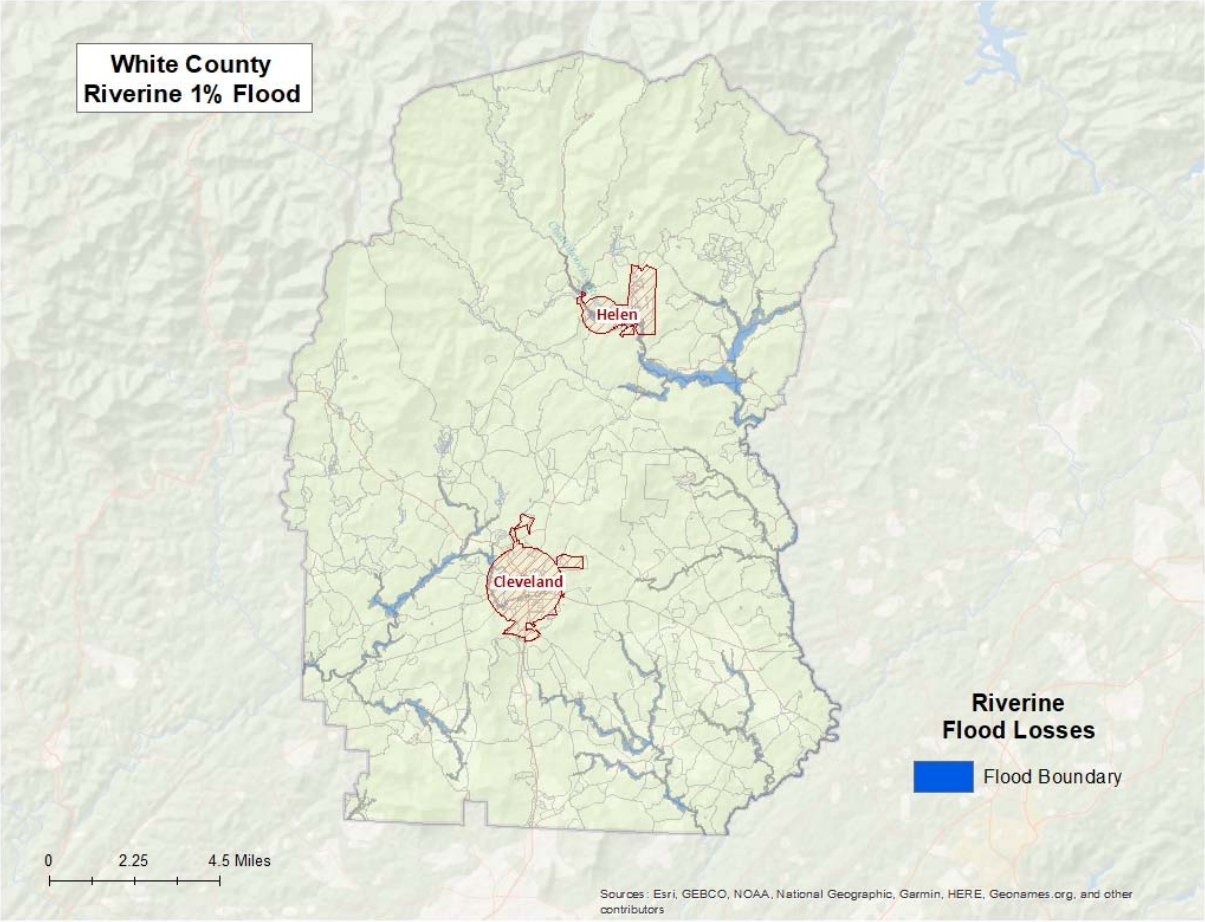 White County
Riverine 1% Flood
Helen
Cleveland
Riverine
Flood Losses
Flood Boundary
0 2.25 4.5 Miles
Sources: Esri, GEBCO, NOAA, National Geographic, Garmin, HERE, Geonames.org, and other
contributors